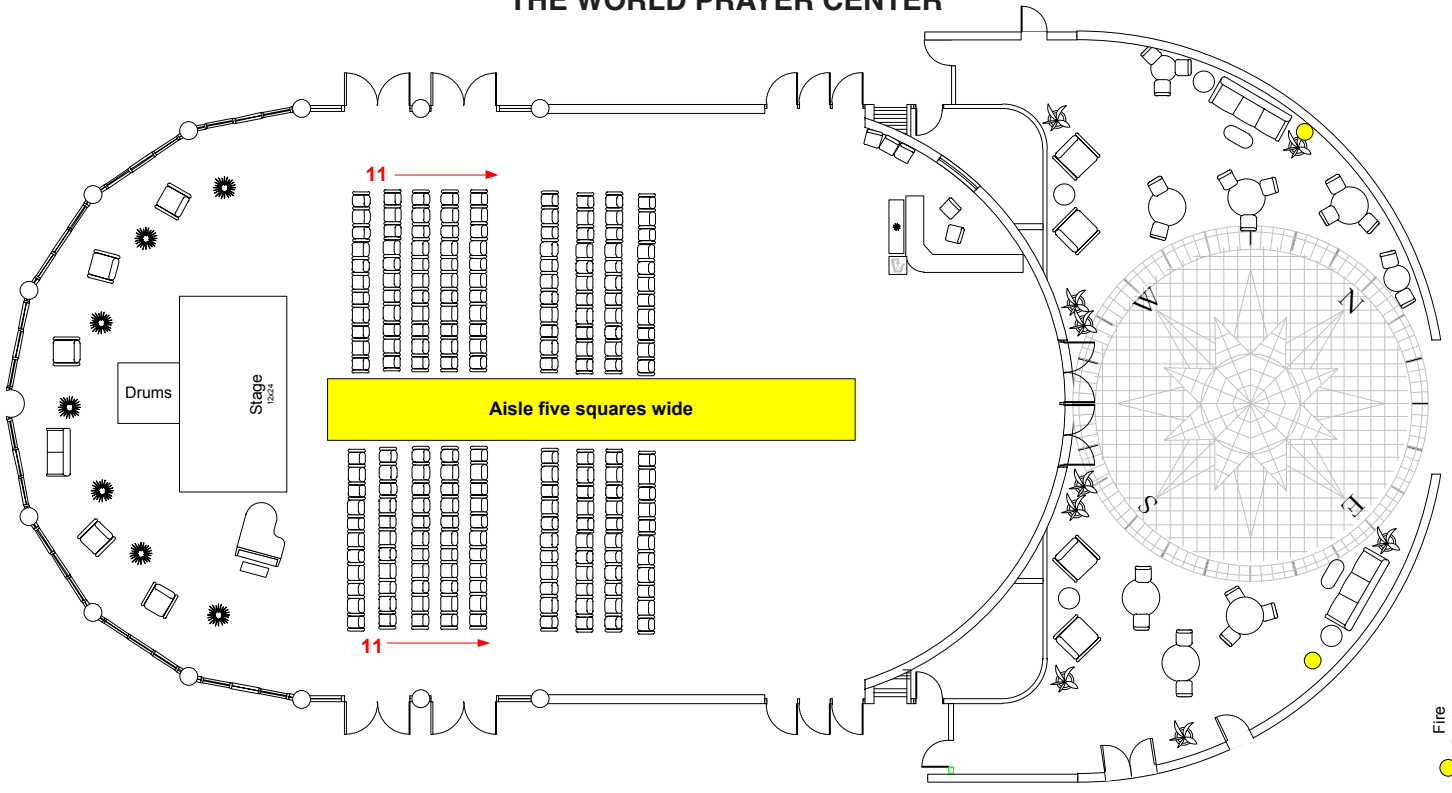 THE WORLD PRAYER CENTER
11
Drums
Stage
12x24
Aisle five squares wide
11
W
N
S
E
Fire